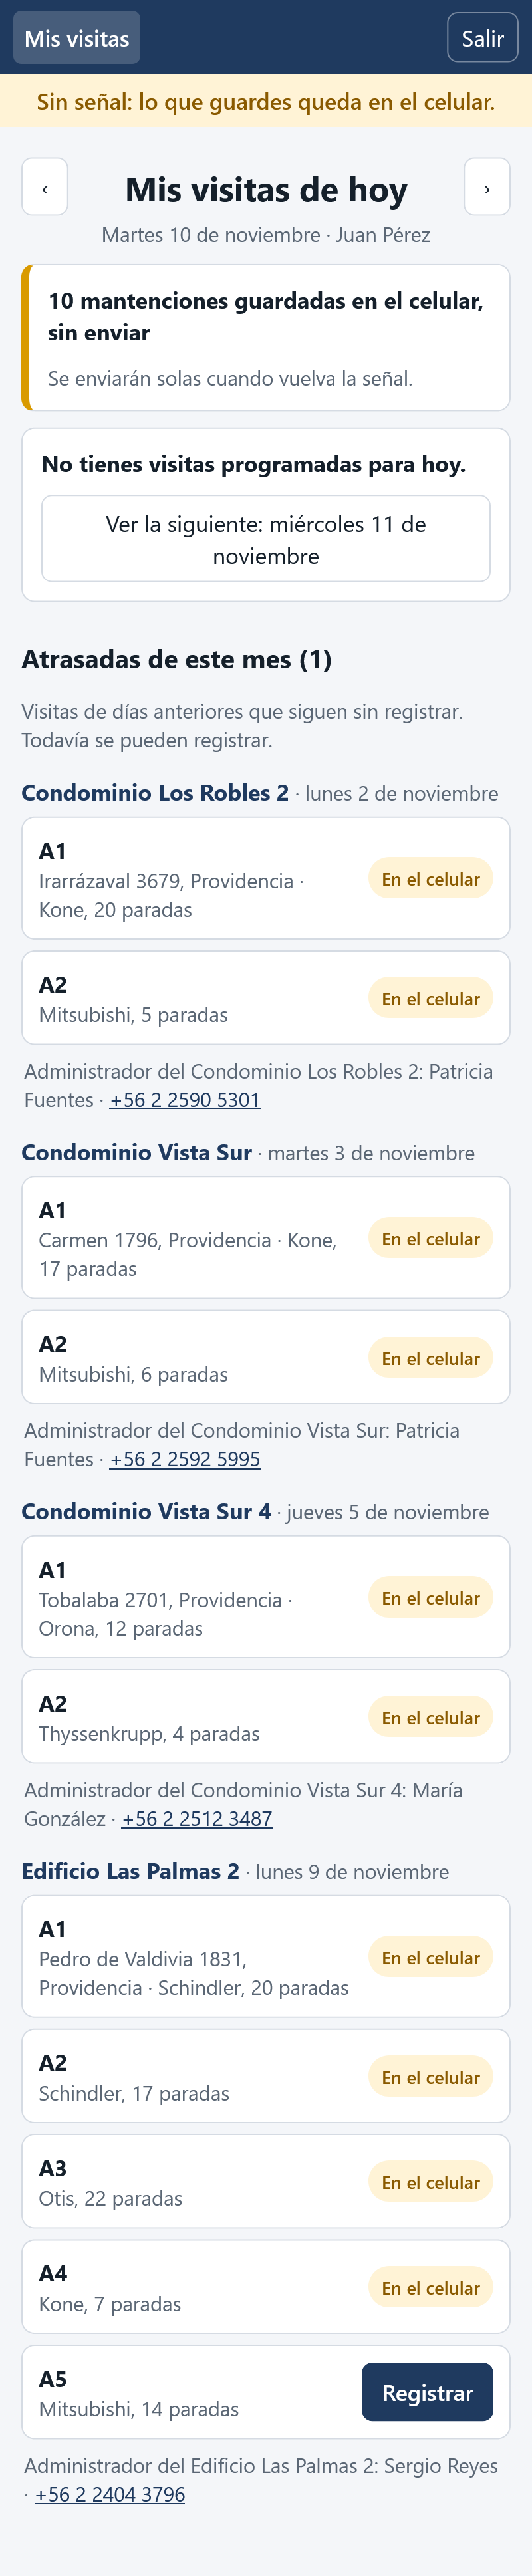 Mis visitas
Salir
Sin señal: lo que guardes queda en el celular.
‹
Mis visitas de hoy
›
Martes 10 de noviembre · Juan Pérez
10 mantenciones guardadas en el celular,
sin enviar
Se enviarán solas cuando vuelva la señal.
No tienes visitas programadas para hoy.
Ver la siguiente: miércoles 11 de
noviembre
Atrasadas de este mes (1)
Visitas de días anteriores que siguen sin registrar.
Todavía se pueden registrar.
Condominio Los Robles 2 · lunes 2 de noviembre
A1
Irarrázaval 3679, Providencia ·
Kone, 20 paradas
En el celular
A2
Mitsubishi, 5 paradas
En el celular
Administrador del Condominio Los Robles 2: Patricia
Fuentes · +56 2 2590 5301
Condominio Vista Sur · martes 3 de noviembre
A1
Carmen 1796, Providencia · Kone,
17 paradas
En el celular
A2
Mitsubishi, 6 paradas
En el celular
Administrador del Condominio Vista Sur: Patricia
Fuentes · +56 2 2592 5995
Condominio Vista Sur 4 · jueves 5 de noviembre
A1
Tobalaba 2701, Providencia ·
Orona, 12 paradas
En el celular
A2
Thyssenkrupp, 4 paradas
En el celular
Administrador del Condominio Vista Sur 4: María
González · +56 2 2512 3487
Edificio Las Palmas 2 · lunes 9 de noviembre
A1
Pedro de Valdivia 1831,
Providencia · Schindler, 20 paradas
En el celular
A2
Schindler, 17 paradas
En el celular
A3
Otis, 22 paradas
En el celular
A4
Kone, 7 paradas
En el celular
A5
Mitsubishi, 14 paradas
Registrar
Administrador del Edificio Las Palmas 2: Sergio Reyes
· +56 2 2404 3796